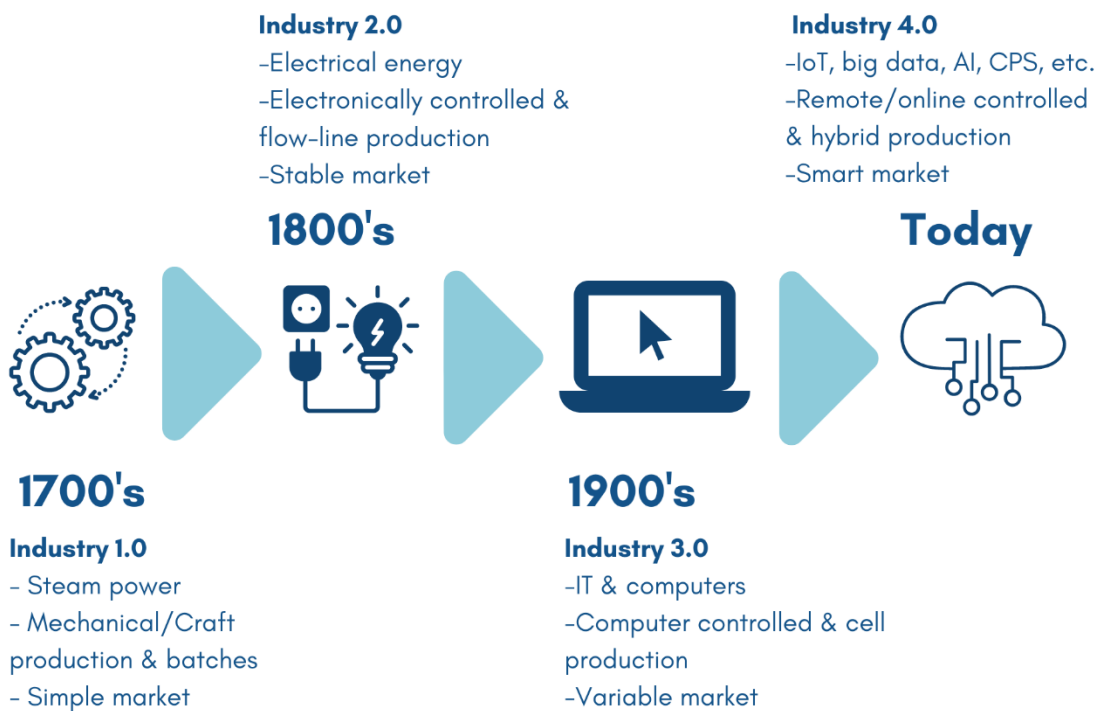 Industry 2.0
-Electrical energy
-Electronically controlled &
flow-line production
-Stable market
1800's
Industry 4.0
-IoT, big data, AI, CPS, etc.
-Remote/online controlled
& hybrid production
-Smart market
Today
1700's
Industry 1.0
- Steam power
- Mechanical/Craft
production & batches
- Simple market
1900's
Industry 3.0
-IT & computers
-Computer controlled & cell
production
-Variable market